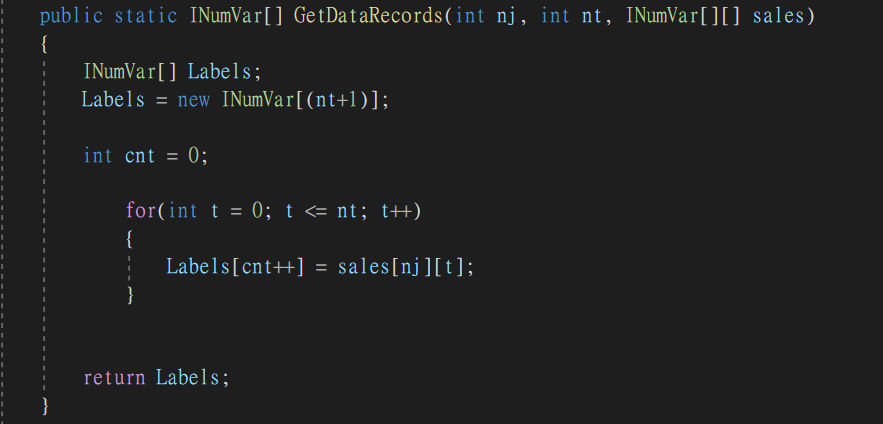 public static INumVar[] GetDataRecords(int nj, int nt, INumVar[][] sales)
{
INumVar[] Labels;
Labels = new INumVar[(nt+1)];
int cnt = 0;
for(int t = 0; t <= nt; t++)
{
Labels[cnt++] = sales[nj][t];
}
return Labels;
}